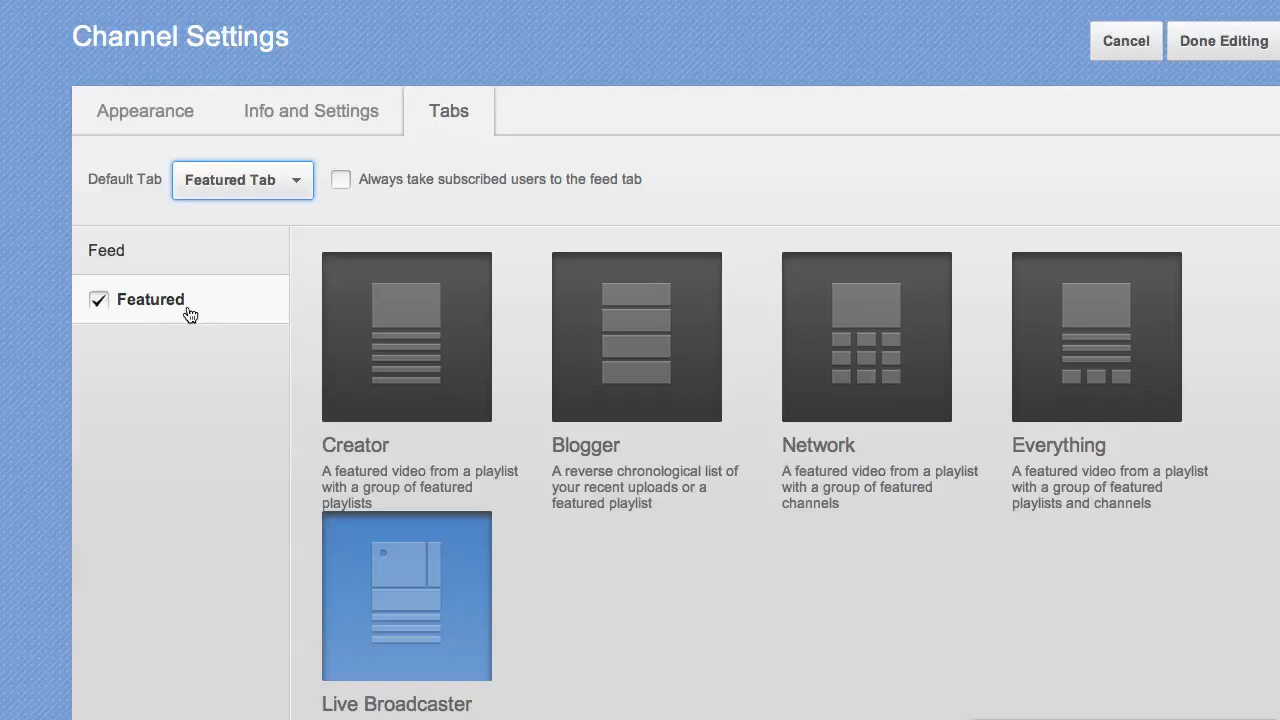 Channel Settings
Cancel
Done Editing
Appearance
Info and Settings
Tabs
Default Tab
Featured Tab
Always take subscribed users to the feed tab
Feed
Featured
Creator
A featured video from a playlist
with a group of featured
playlists
Blogger
A reverse chronological list of
your recent uploads or a
featured playlist
Network
A featured video from a playlist
with a group of featured
channels
Everything
A featured video from a playlist
with a group of featured
playlists and channels
Live Broadcaster